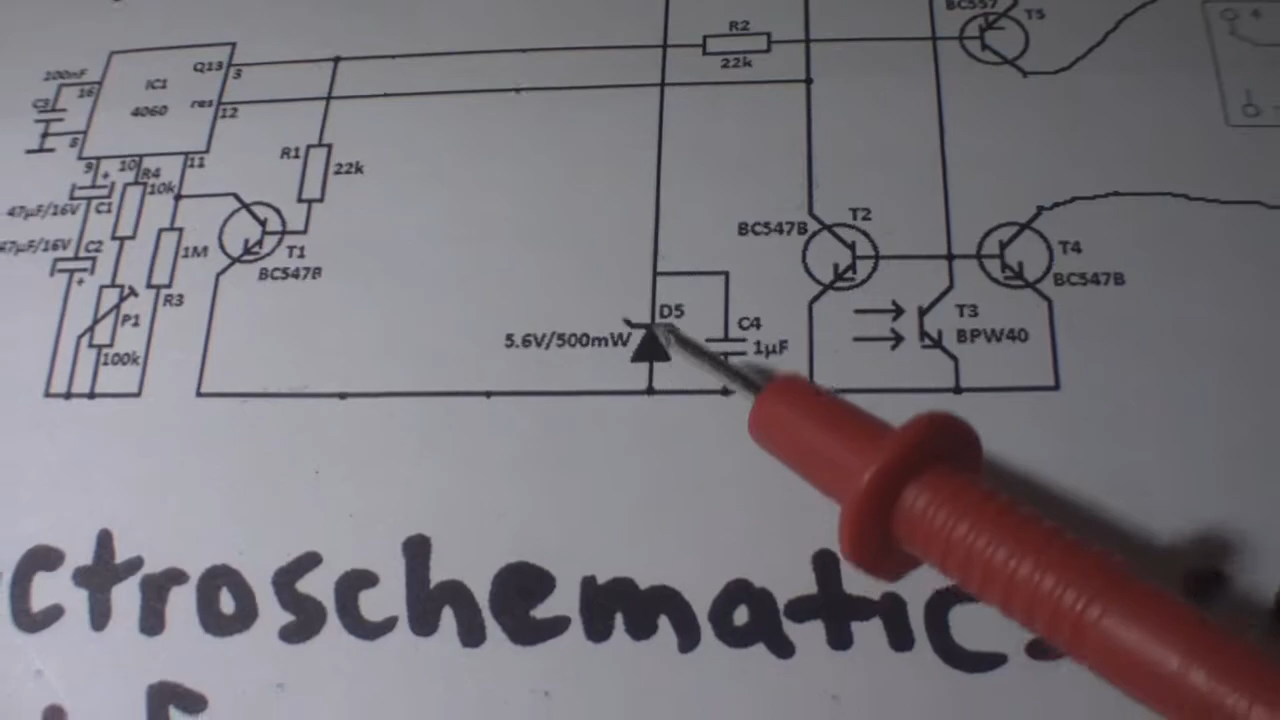 BC557
T5
R2
22k
100nF
C3
16
8
Q13
3
IC1
4060
res
12
9
10
11
+
R4
10k
47µF/16V
C1
47µF/16V
C2
+
P1
100k
1M
R3
R1
22k
T1
BC547B
D5
5.6V/500mW
C4
1µF
T2
BC547B
T3
BPW40
T4
BC547B
4
ctroschematic